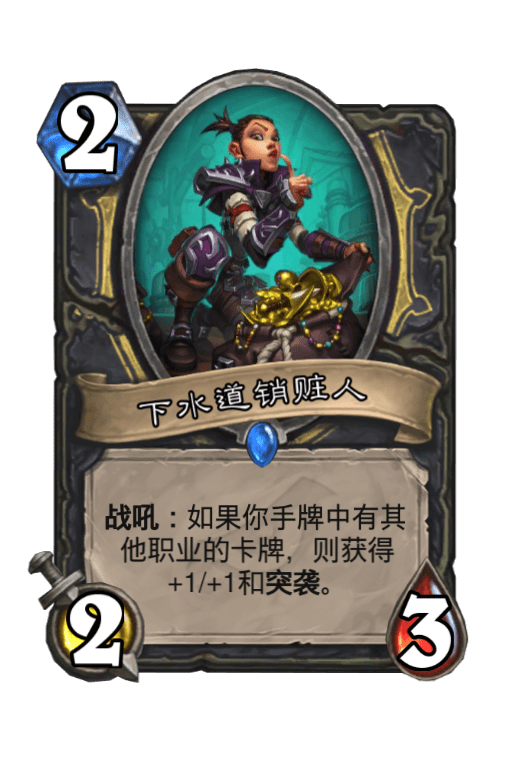 2
下水道销赃人
战吼：如果你手牌中有其
他职业的卡牌，则获得
+1/+1和突袭。
2
3